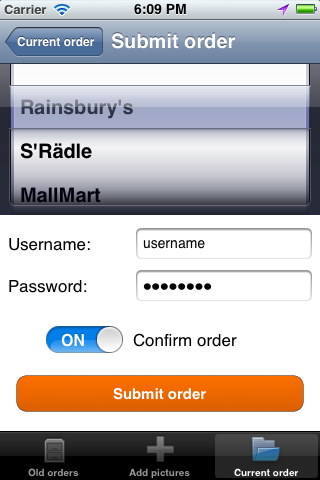 Carrier 6:09 PM
Current order Submit order
Rainsbury's
S'Rädle
MallMart
Username: username
Password: ●●●●●●●●
ON Confirm order
Submit order
Old orders Add pictures Current order